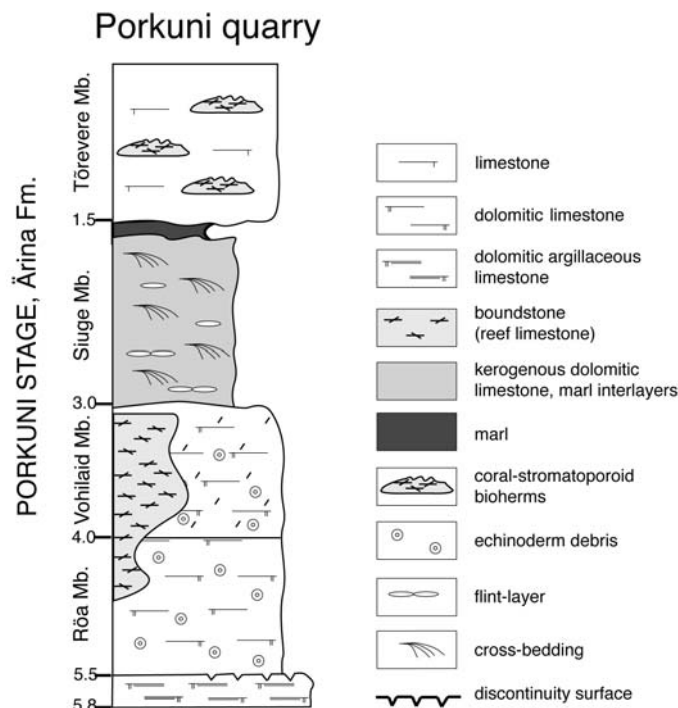 Porkuni quarry
PORKUNI STAGE, Ärina Fm.
Tõrevere Mb.
1.5
Siuge Mb.
3.0
Vohilaid Mb.
4.0
Röa Mb.
5.5
5.8
limestone
dolomitic limestone
dolomitic argillaceous
limestone
boundstone
(reef limestone)
kerogenous dolomitic
limestone, marl interlayers
marl
coral-stromatoporoid
bioherms
echinoderm debris
flint-layer
cross-bedding
discontinuity surface